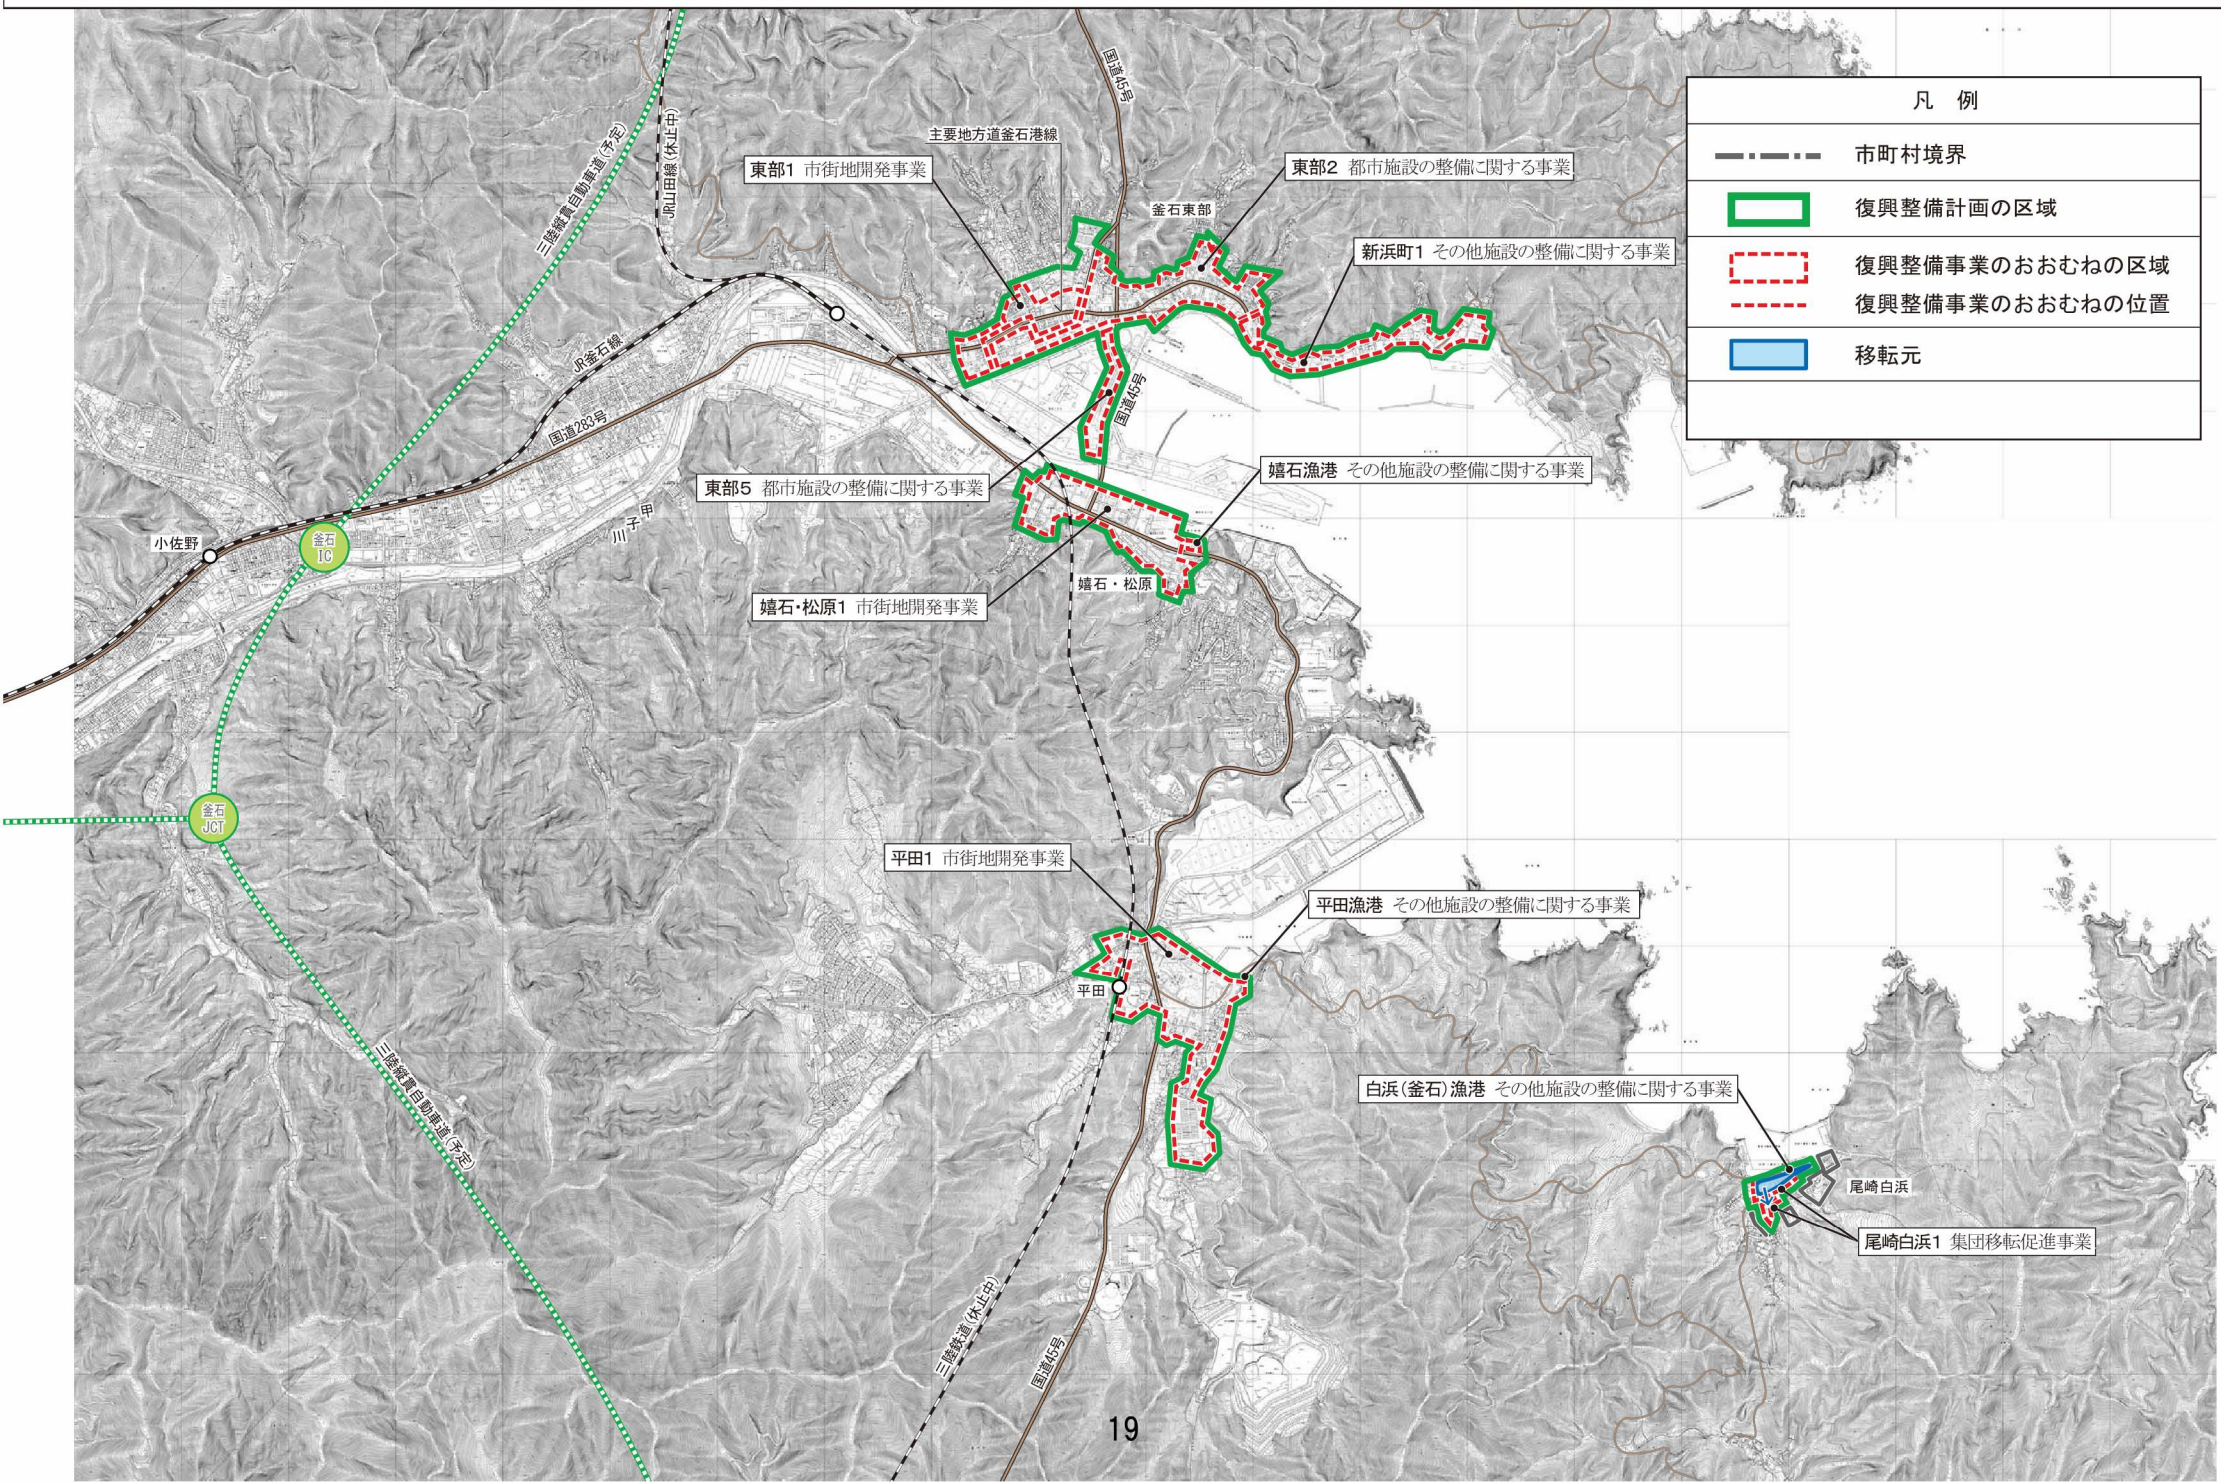 凡 例
市町村境界
復興整備計画の区域
復興整備事業のおおむねの区域
復興整備事業のおおむねの位置
移転元
国道45号
三陸縦貫自動車道(予定)
JR山田線(休止中)
主要地方道釜石港線
東部1 市街地開発事業
東部2 都市施設の整備に関する事業
釜石東部
新浜町1 その他施設の整備に関する事業
JR釜石線
国道283号
国道45号
東部5 都市施設の整備に関する事業
嬉石漁港 その他施設の整備に関する事業
甲
子
川
小佐野
釜石
IC
嬉石・松原
嬉石・松原1 市街地開発事業
釜石
JCT
平田1 市街地開発事業
平田漁港 その他施設の整備に関する事業
平田
三陸縦貫自動車道(予定)
白浜(釜石)漁港 その他施設の整備に関する事業
尾崎白浜
尾崎白浜1 集団移転促進事業
三陸鉄道(休止中)
国道45号
19